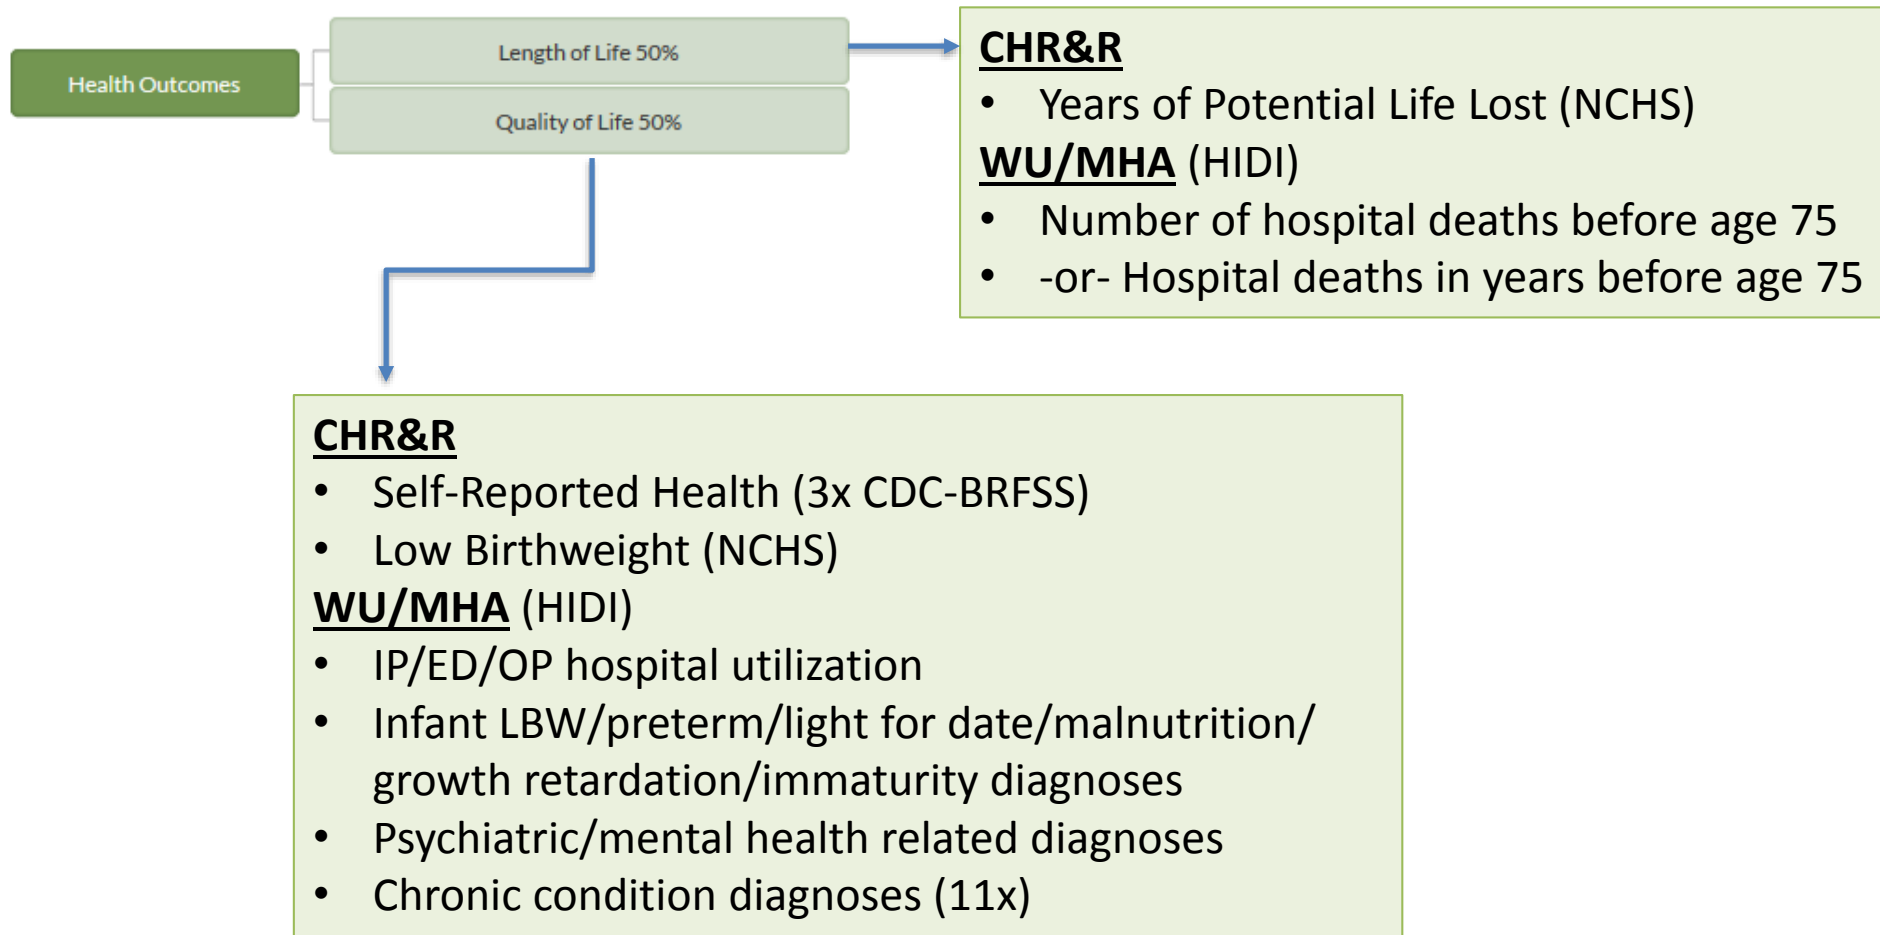 Health Outcomes
Length of Life 50%
Quality of Life 50%
CHR&R
• Years of Potential Life Lost (NCHS)
WU/MHA (HIDI)
• Number of hospital deaths before age 75
• -or- Hospital deaths in years before age 75
CHR&R
• Self-Reported Health (3x CDC-BRFSS)
• Low Birthweight (NCHS)
WU/MHA (HIDI)
• IP/ED/OP hospital utilization
• Infant LBW/preterm/light for date/malnutrition/
growth retardation/immaturity diagnoses
• Psychiatric/mental health related diagnoses
• Chronic condition diagnoses (11x)